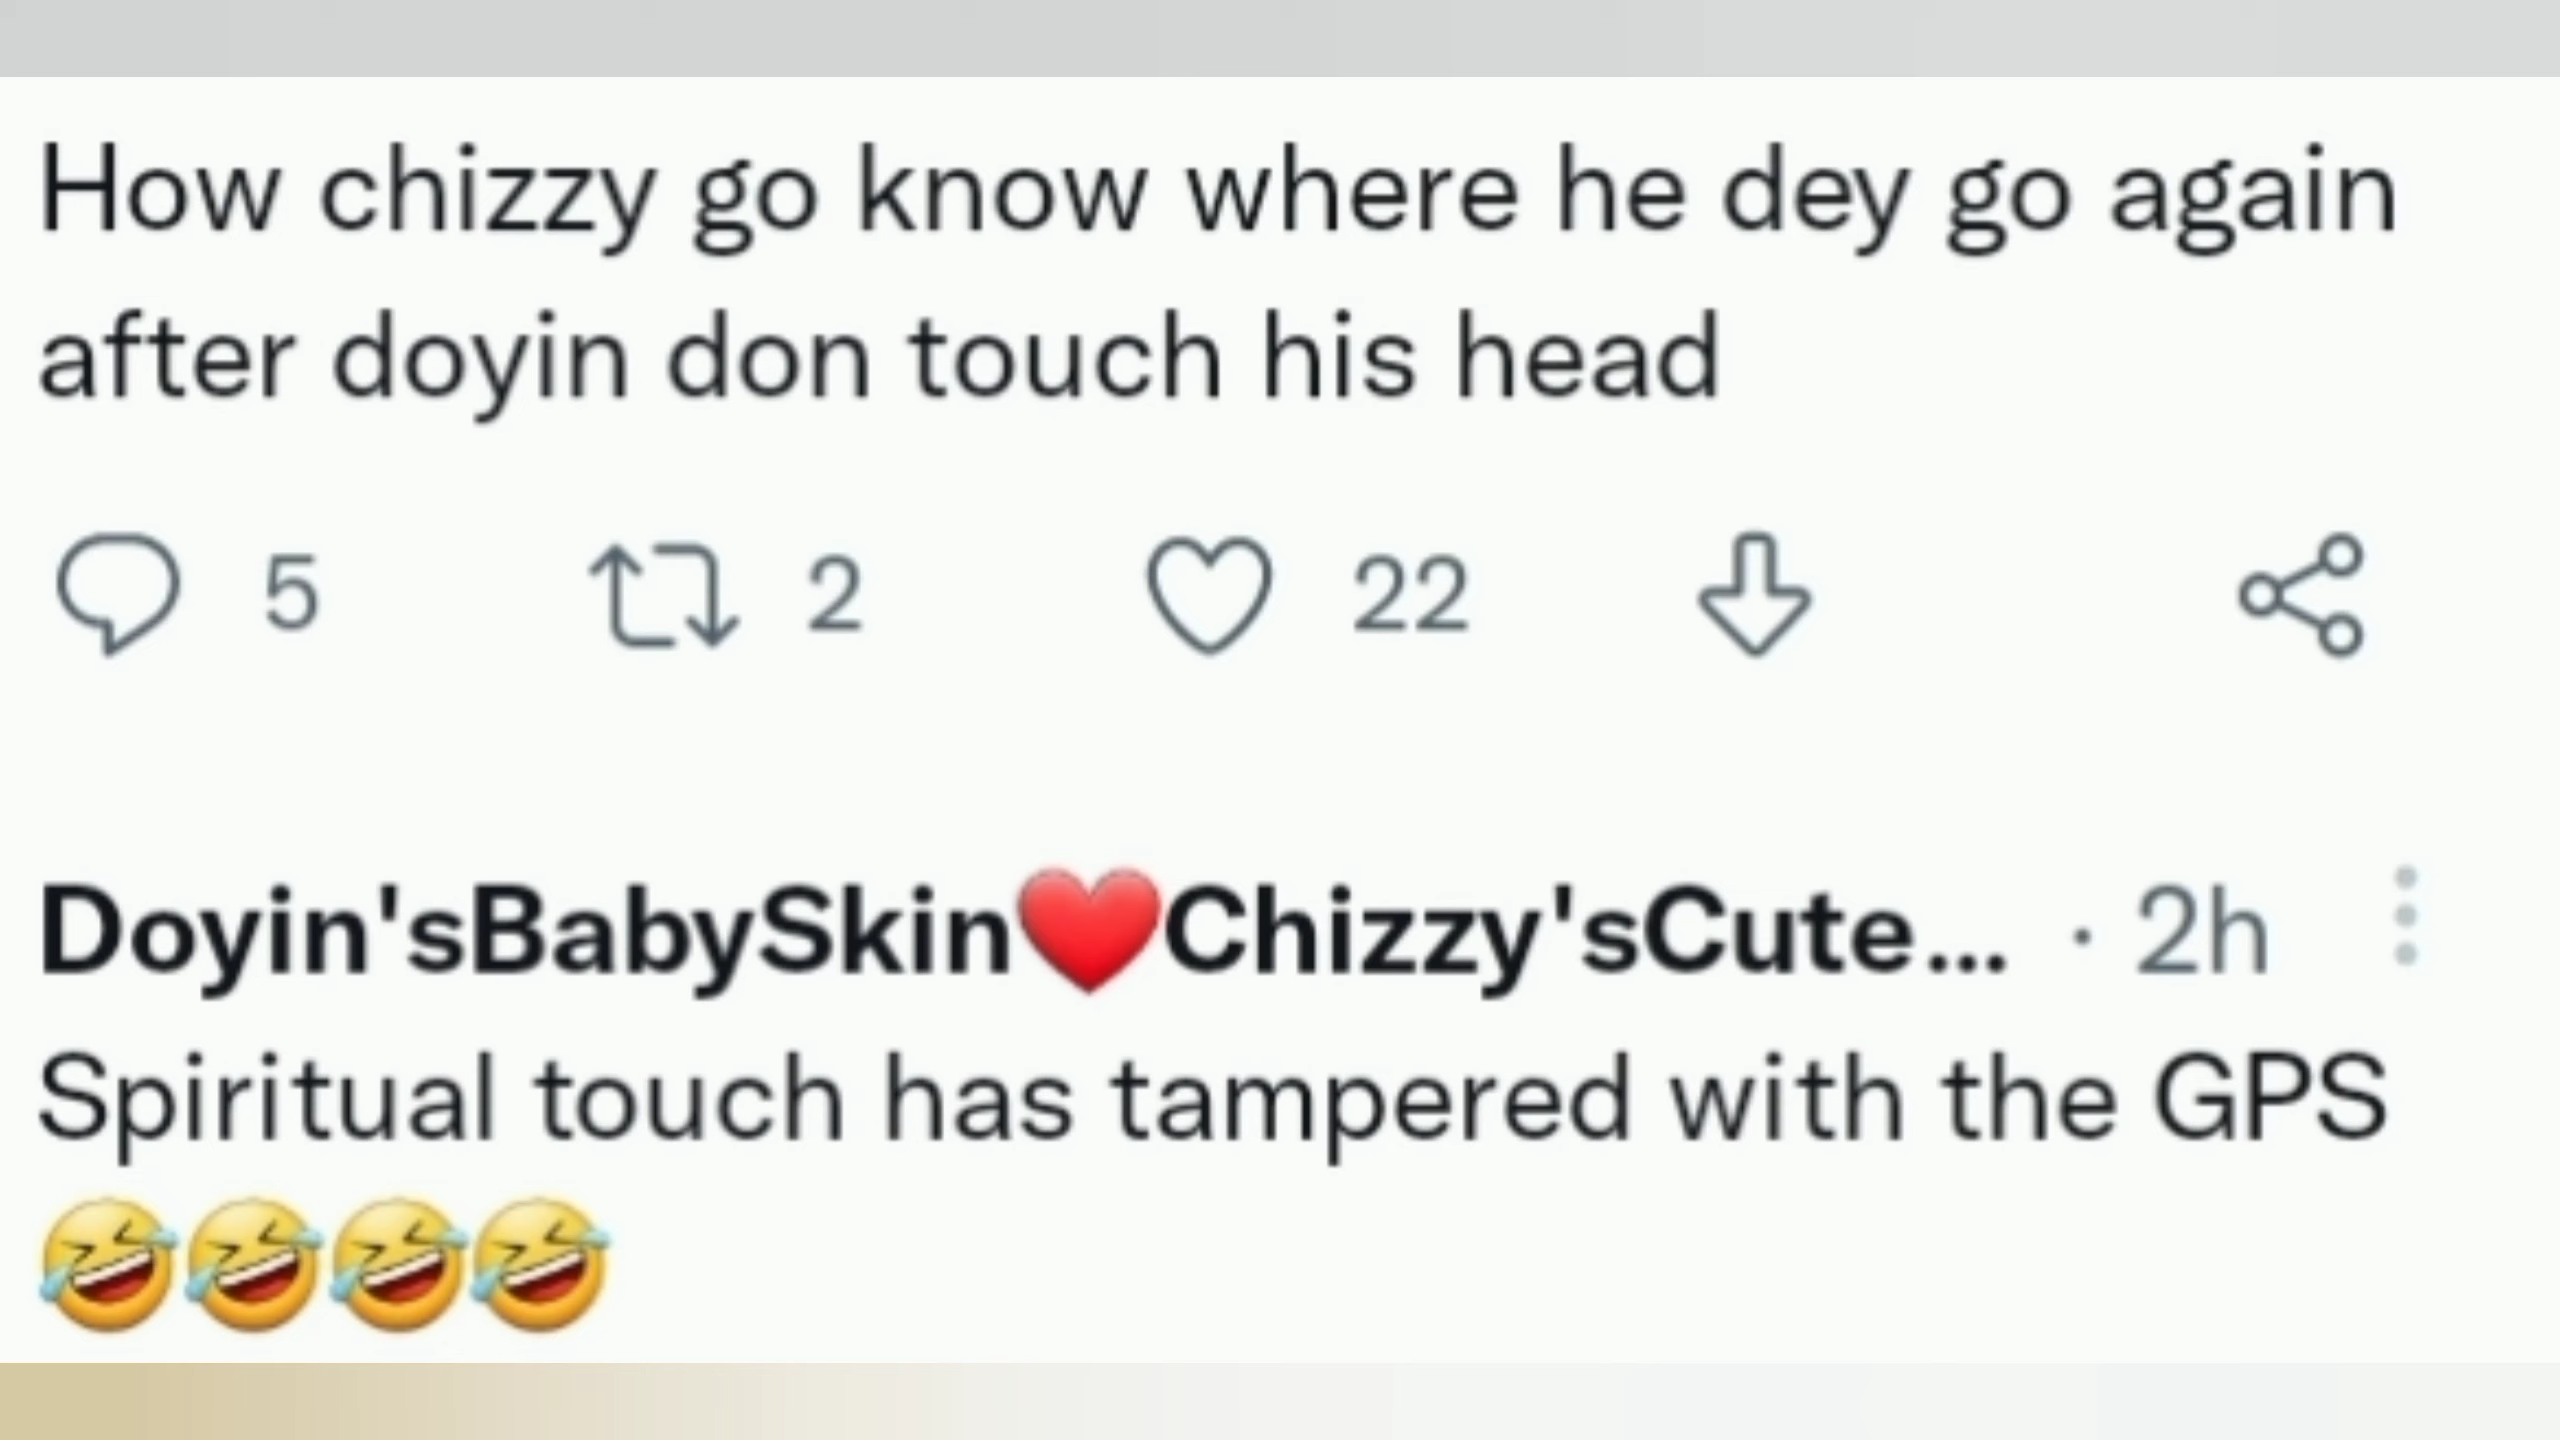 How chizzy go know where he dey go again
after doyin don touch his head
5 2 22
Doyin'sBabySkin❤️Chizzy'sCute... · 2h
Spiritual touch has tampered with the GPS
🤣🤣🤣🤣